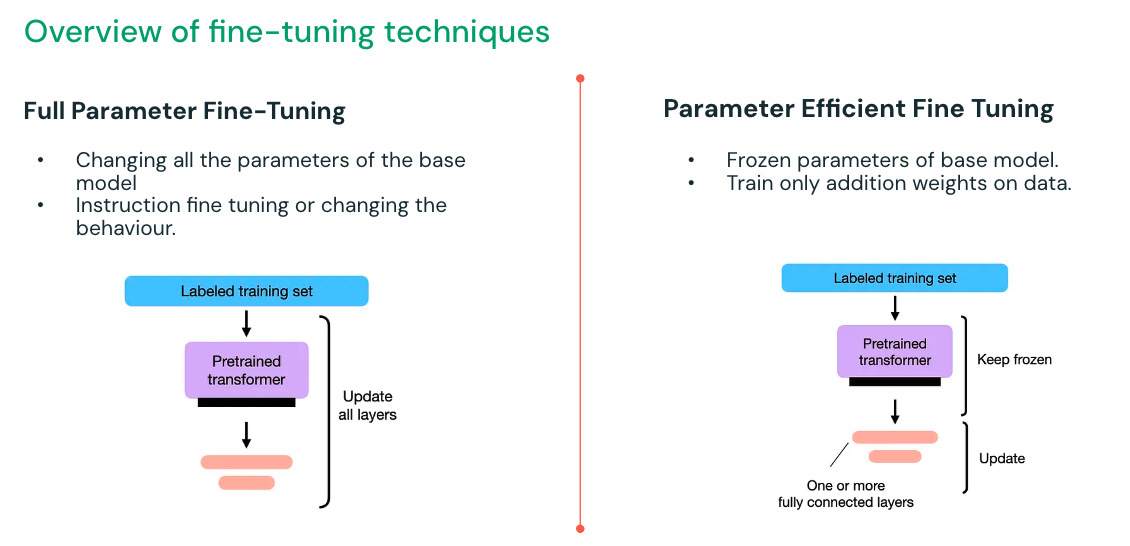 Overview of fine-tuning techniques
Full Parameter Fine-Tuning
• Changing all the parameters of the base
model
• Instruction fine tuning or changing the
behaviour.
Labeled training set
Pretrained
transformer
Update
all layers
Parameter Efficient Fine Tuning
• Frozen parameters of base model.
• Train only addition weights on data.
Labeled training set
Pretrained
transformer
Keep frozen
Update
One or more
fully connected layers